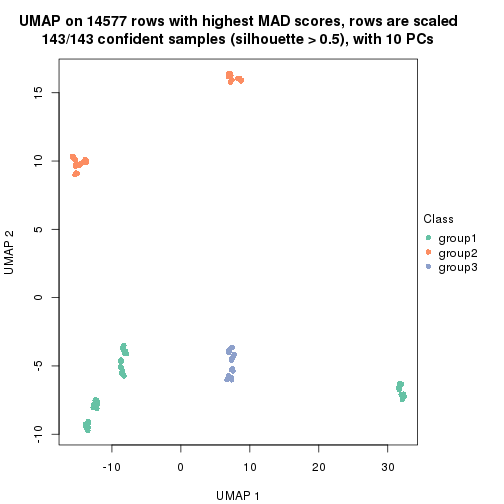 UMAP on 14577 rows with highest MAD scores, rows are scaled
143/143 confident samples (silhouette > 0.5), with 10 PCs
15
10
5
0
-5
-10
UMAP 2
-10
0
10
20
30
UMAP 1
Class
group1
group2
group3